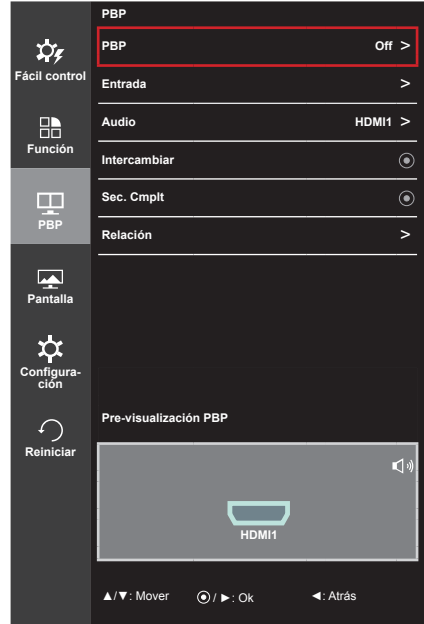 Fácil control
Función
PBP
Pantalla
Configura-
ción
Reiniciar
PBP
PBP Off >
Entrada >
Audio HDMI1 >
Intercambiar
Sec. Cmplt
Relación >
Pre-visualización PBP
HDMI1
▲/▼: Mover ⦿ / ►: Ok ◄: Atrás